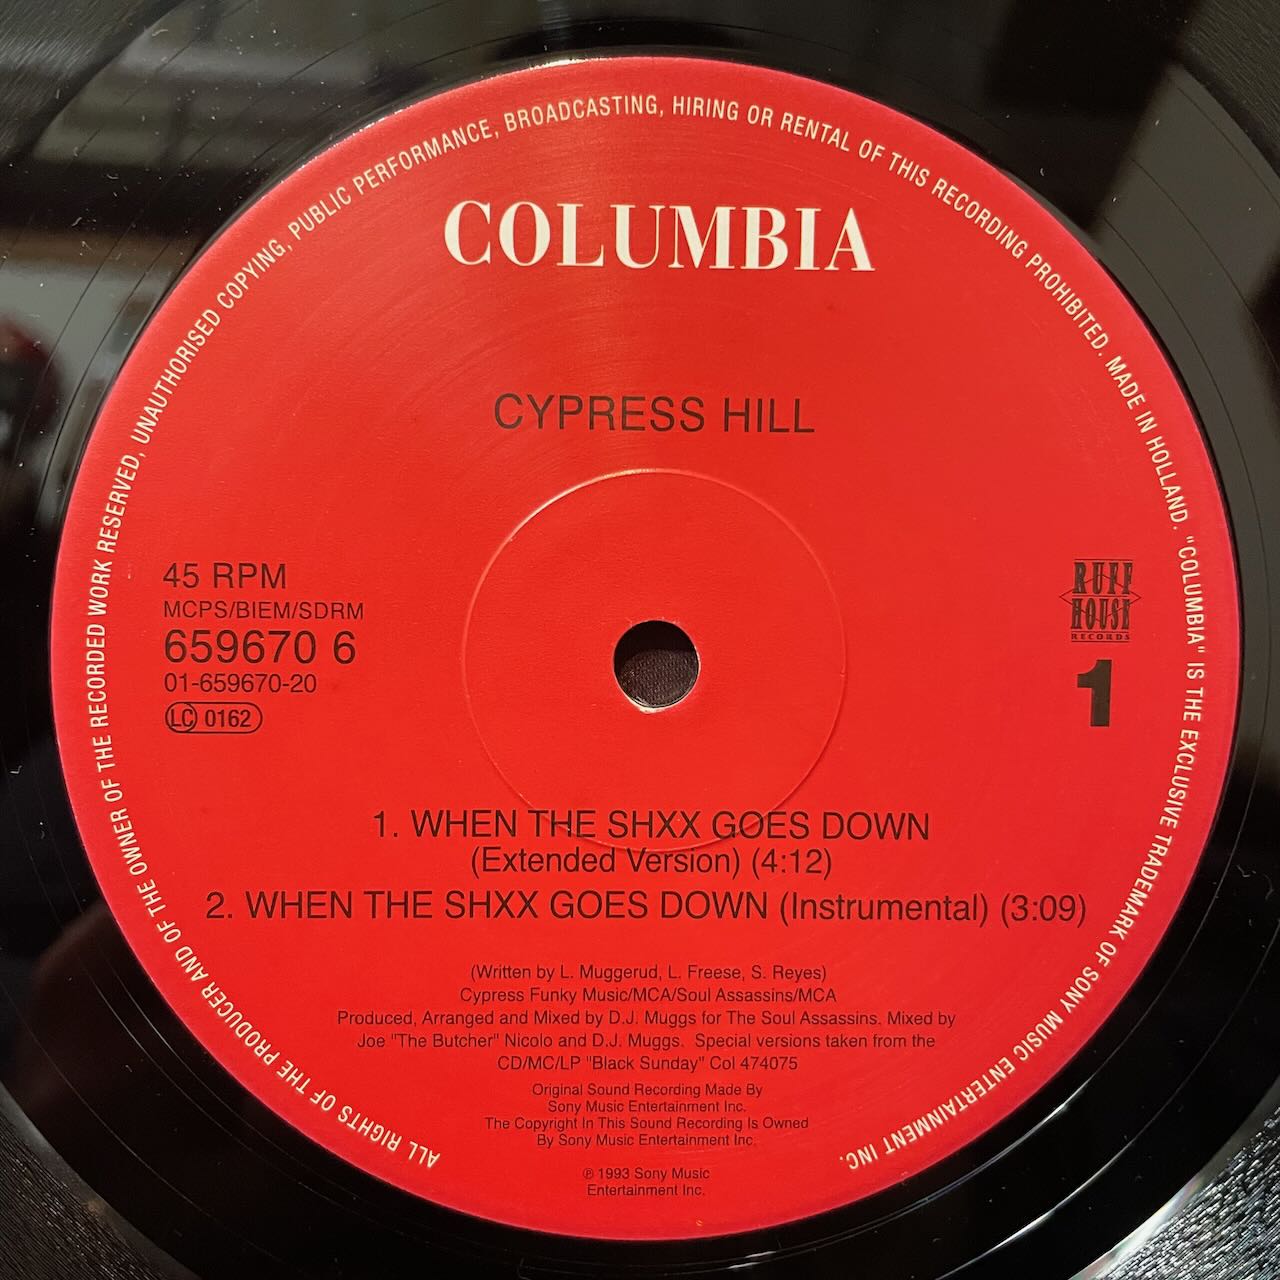 ALL RIGHTS OF THE PRODUCER AND OF THE OWNER OF THE RECORDED WORK RESERVED, UNAUTHORISED COPYING, PUBLIC PERFORMANCE, BROADCASTING, HIRING OR RENTAL OF THIS RECORDING PROHIBITED. MADE IN HOLLAND. "COLUMBIA" IS THE EXCLUSIVE TRADEMARK OF SONY MUSIC ENTERTAINMENT INC.
COLUMBIA
CYPRESS HILL
45 RPM
MCPS/BIEM/SDRM
659670 6
01-659670-20
LC 0162
RUFF
HOUSE
RECORDS
1
1. WHEN THE SHXX GOES DOWN
(Extended Version) (4:12)
2. WHEN THE SHXX GOES DOWN (Instrumental) (3:09)
(Written by L. Muggerud, L. Freese, S. Reyes)
Cypress Funky Music/MCA/Soul Assassins/MCA
Produced, Arranged and Mixed by D.J. Muggs for The Soul Assassins. Mixed by
Joe "The Butcher" Nicolo and D.J. Muggs. Special versions taken from the
CD/MC/LP "Black Sunday" Col 474075
Original Sound Recording Made By
Sony Music Entertainment Inc.
The Copyright In This Sound Recording Is Owned
By Sony Music Entertainment Inc.
℗ 1993 Sony Music
Entertainment Inc.